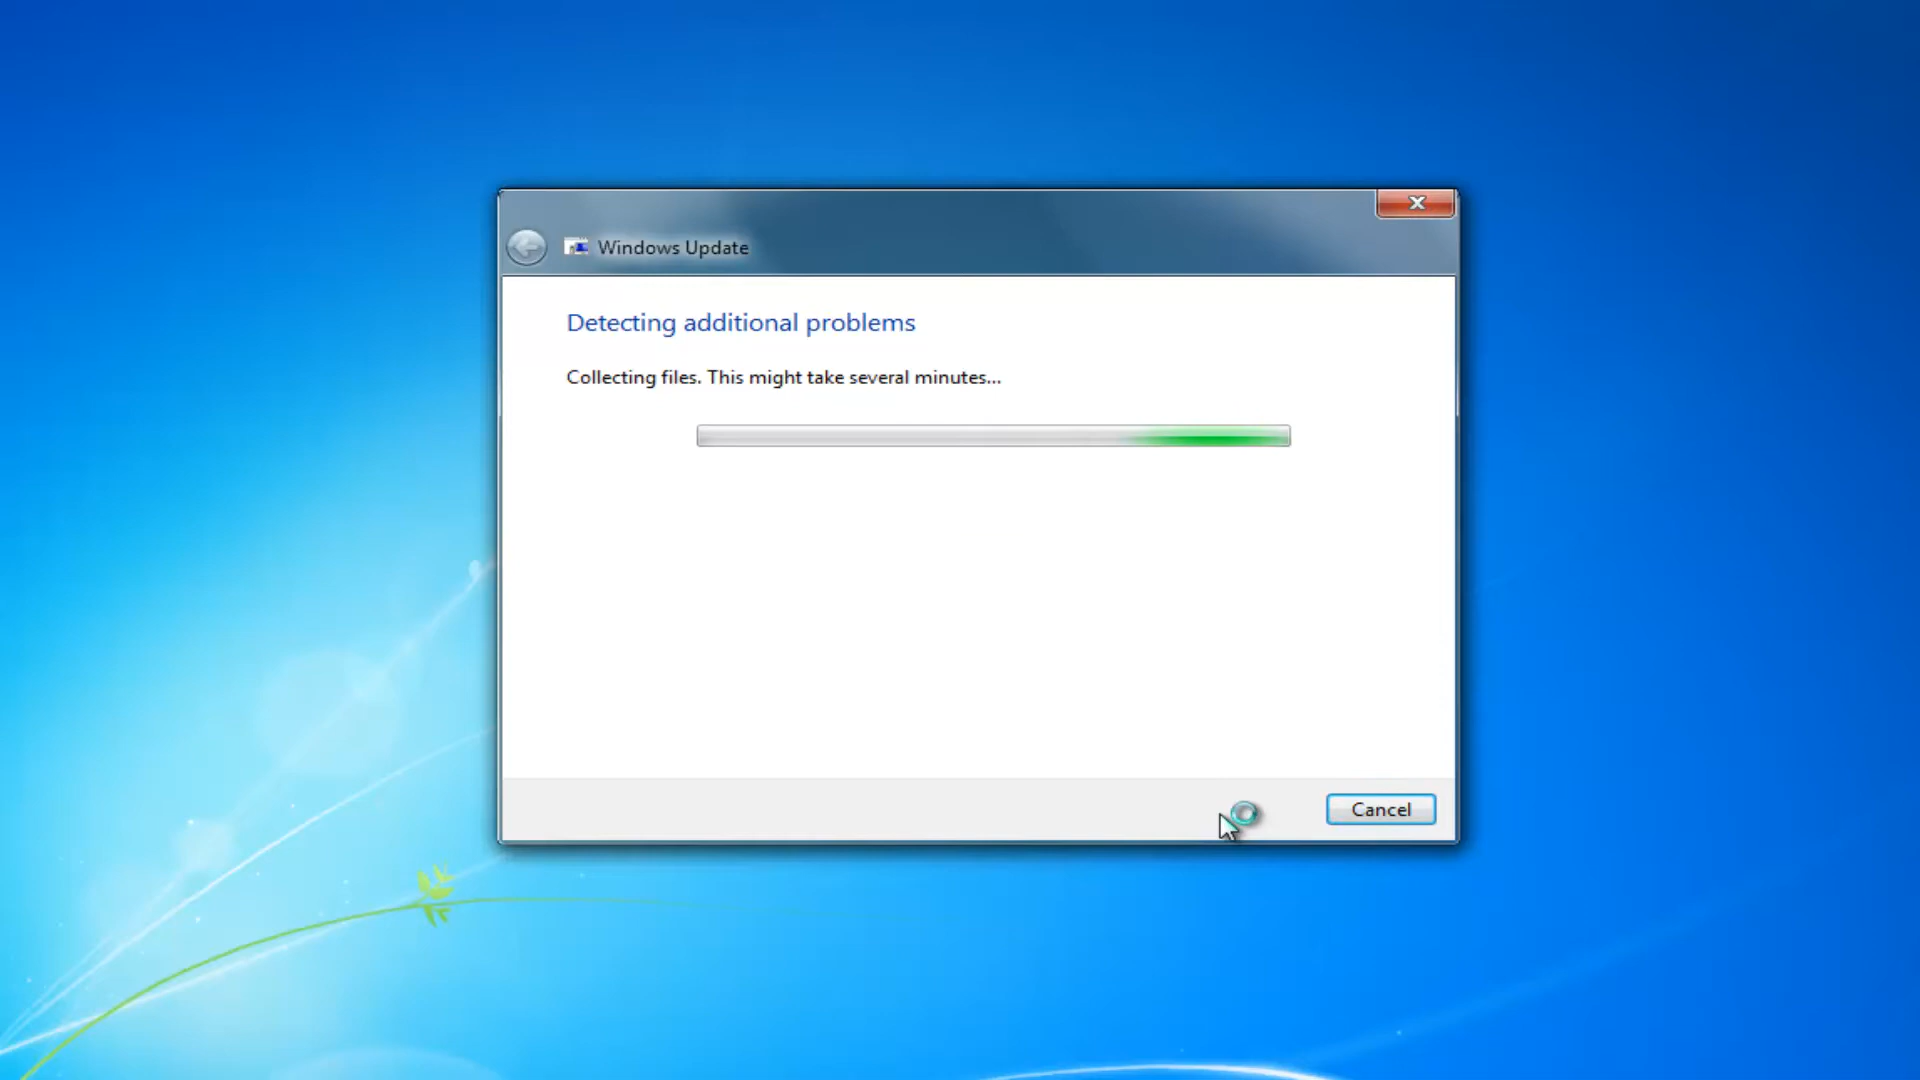 Windows Update
Detecting additional problems
Collecting files. This might take several minutes...
Cancel